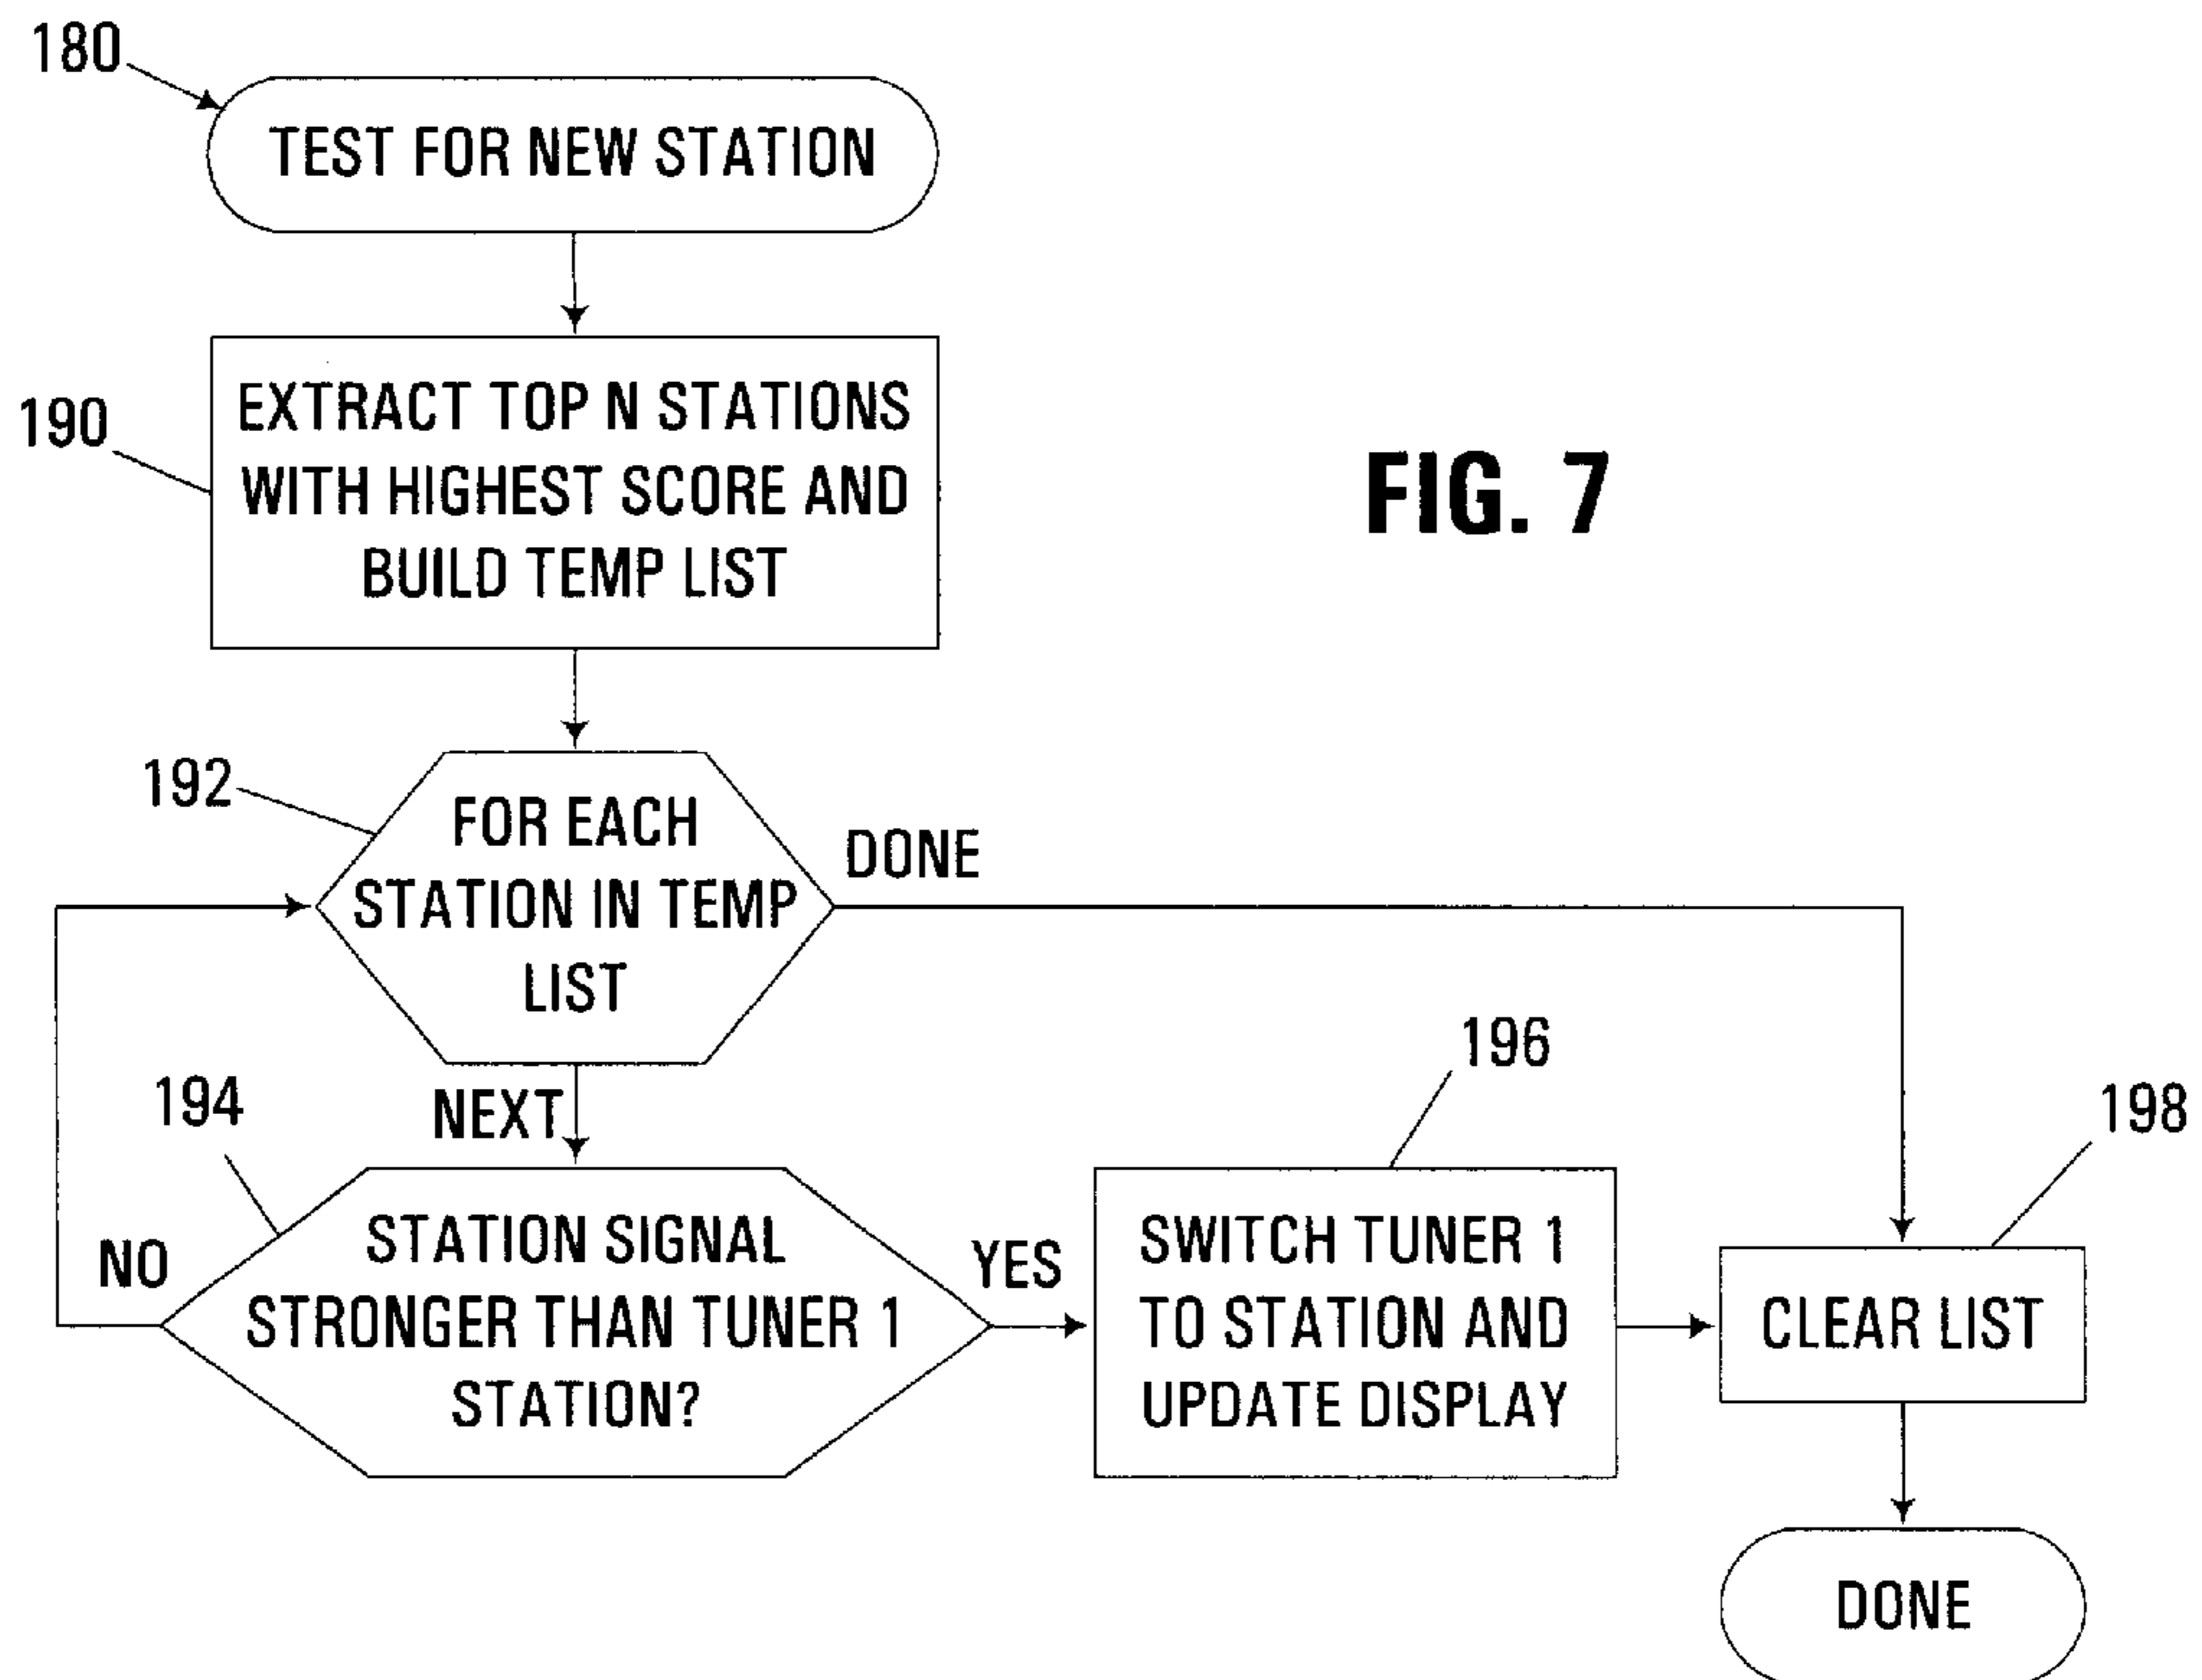 180
TEST FOR NEW STATION
190
EXTRACT TOP N STATIONS
WITH HIGHEST SCORE AND
BUILD TEMP LIST
FIG. 7
192
FOR EACH
STATION IN TEMP
LIST
DONE
NEXT
194
STATION SIGNAL
STRONGER THAN TUNER 1
STATION?
NO
YES
196
SWITCH TUNER 1
TO STATION AND
UPDATE DISPLAY
198
CLEAR LIST
DONE